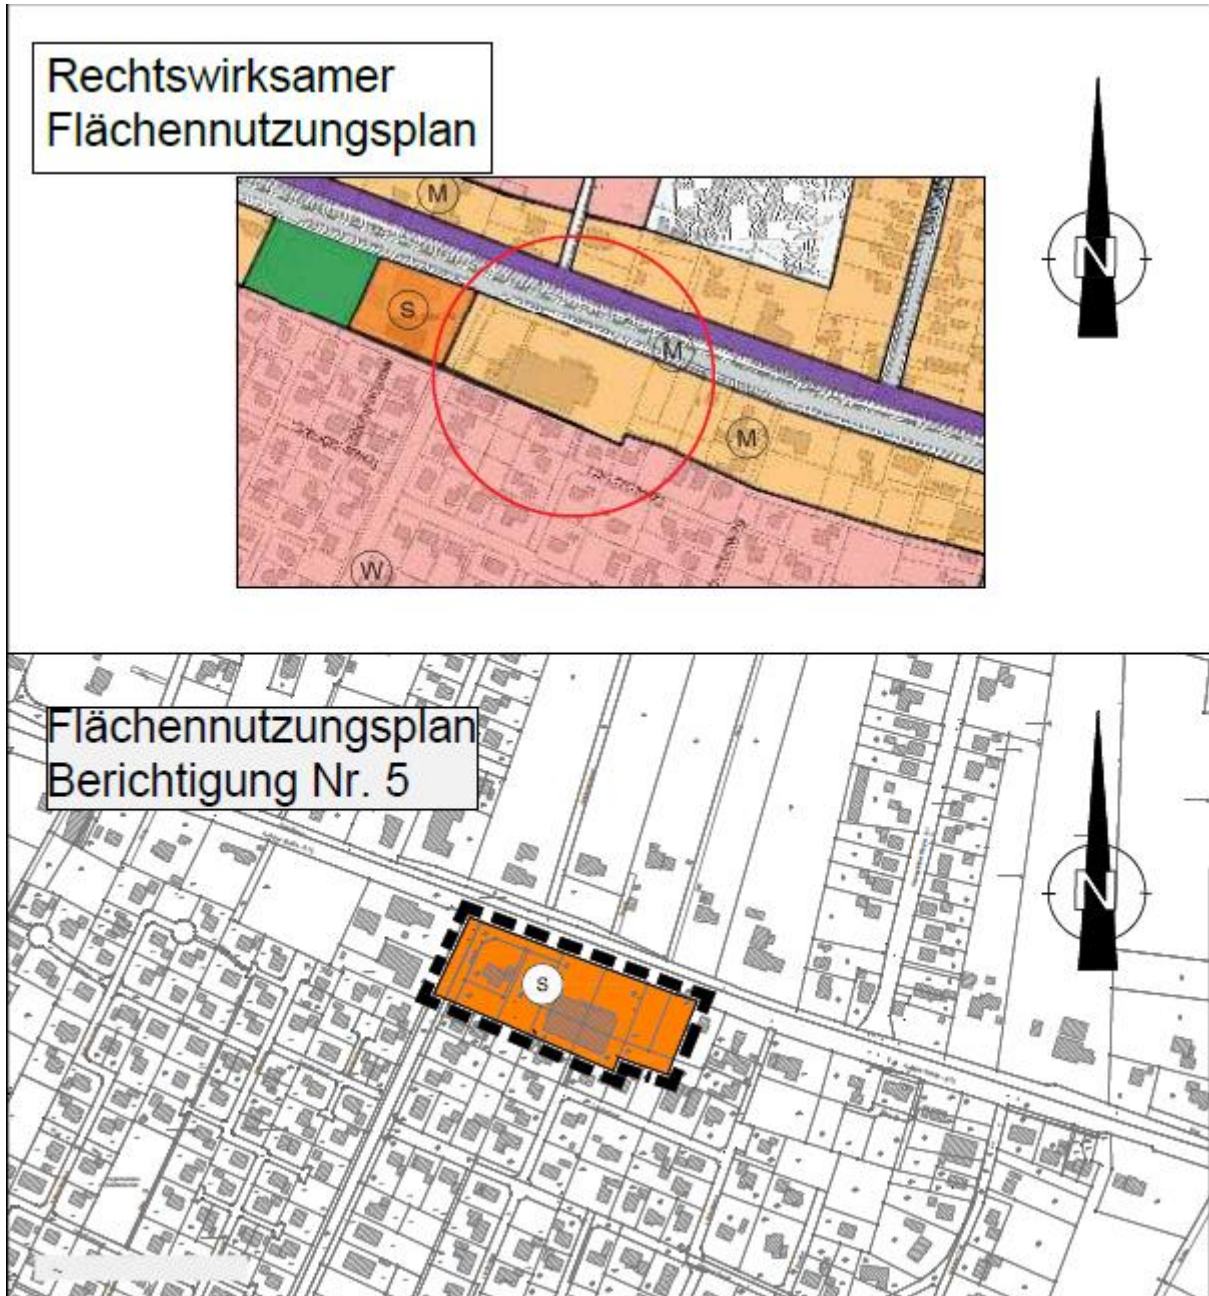 Rechtswirksamer
Flächennutzungsplan
N
M
S
M
M
W
Flächennutzungsplan
Berichtigung Nr. 5
N
S